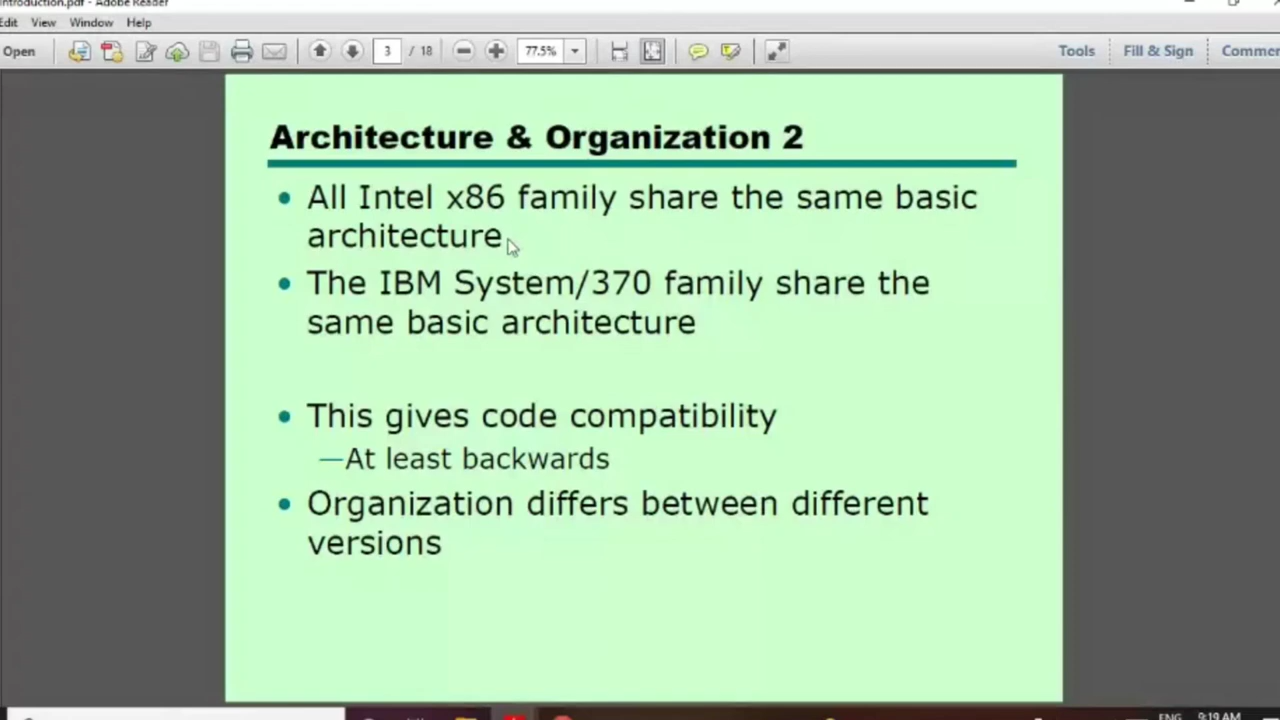 Introduction.pdf - Adobe Reader
Edit View Window Help
Open 3 / 18 77.5% Tools Fill & Sign
Architecture & Organization 2
• All Intel x86 family share the same basic
architecture
• The IBM System/370 family share the
same basic architecture
• This gives code compatibility
—At least backwards
• Organization differs between different
versions
ENG 9:19 AM